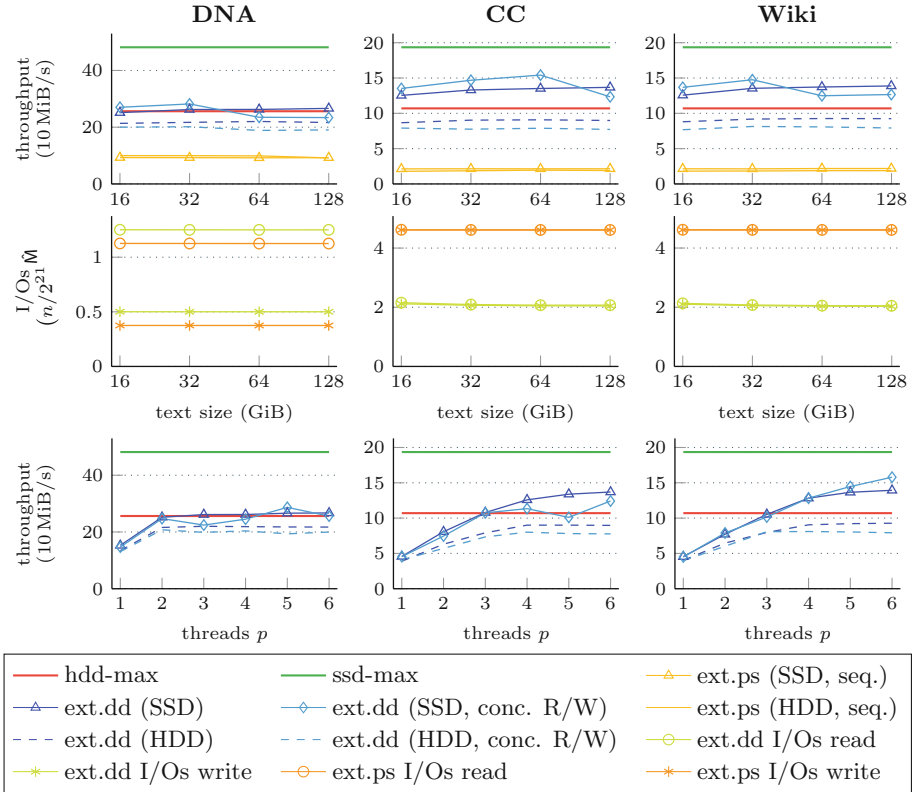 DNA CC Wiki
throughput
(10 MiB/s)
40
20
0
16 32 64 128
20
15
10
5
0
16 32 64 128
20
15
10
5
0
16 32 64 128
I/Os
(n/2^21 M̂)
1
0.5
0
16 32 64 128
text size (GiB)
4
2
0
16 32 64 128
text size (GiB)
4
2
0
16 32 64 128
text size (GiB)
throughput
(10 MiB/s)
40
20
0
1 2 3 4 5 6
threads p
20
15
10
5
0
1 2 3 4 5 6
threads p
20
15
10
5
0
1 2 3 4 5 6
threads p
hdd-max ssd-max ext.ps (SSD, seq.)
ext.dd (SSD) ext.dd (SSD, conc. R/W) ext.ps (HDD, seq.)
ext.dd (HDD) ext.dd (HDD, conc. R/W) ext.dd I/Os read
ext.dd I/Os write ext.ps I/Os read ext.ps I/Os write